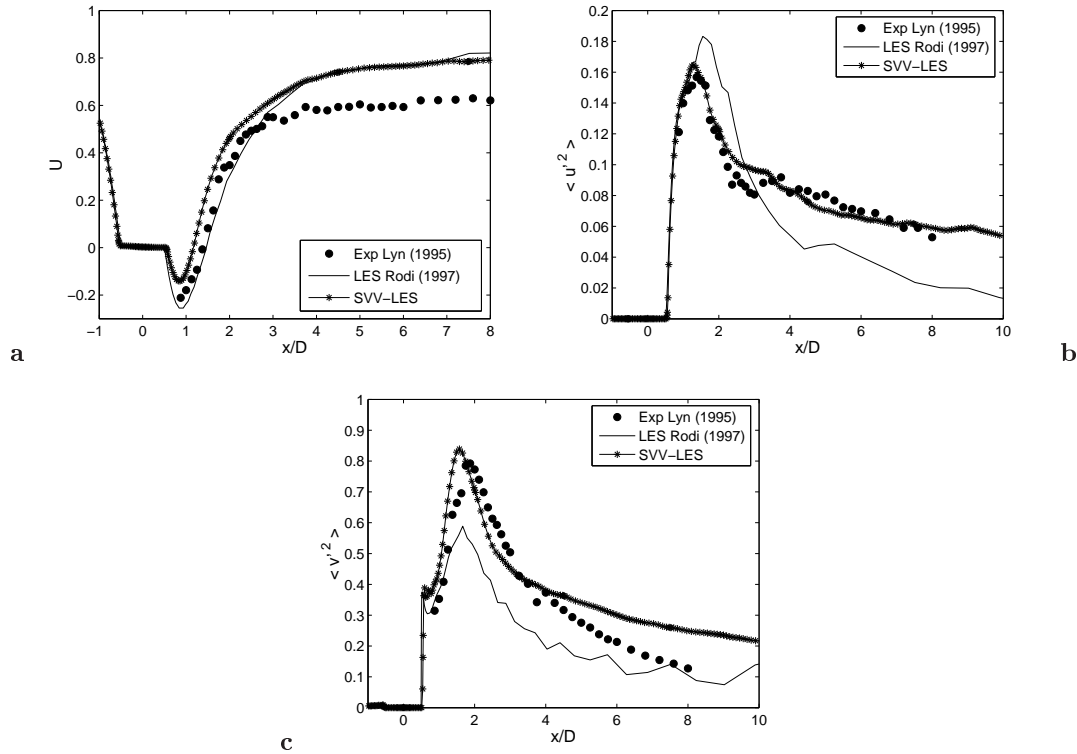 0.2
1
0.18
0.8
0.16
0.14
0.6
0.12
0.4
0.1
0.08
0.2
0.06
0
0.04
−0.2
0.02
0
U
< u'² >
Exp Lyn (1995)
LES Rodi (1997)
SVV−LES
Exp Lyn (1995)
LES Rodi (1997)
SVV−LES
−1 0 1 2 3 4 5 6 7 8
x/D
0 2 4 6 8 10
x/D
a
b
1
0.9
0.8
0.7
0.6
0.5
0.4
0.3
0.2
0.1
0
< v'² >
Exp Lyn (1995)
LES Rodi (1997)
SVV−LES
0 2 4 6 8 10
x/D
c